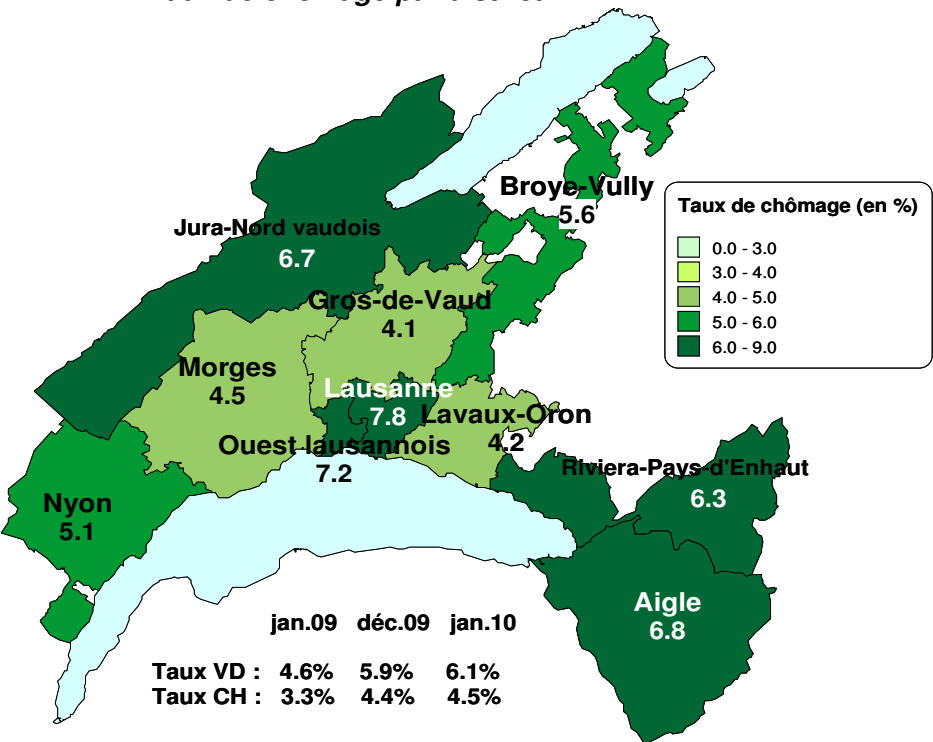 de chômage par
Broye-Vully
5.6
Jura-Nord vaudois
6.7
Gros-de-Vaud
4.1
Morges
4.5
Lausanne
7.8
Lavaux-Oron
4.2
Ouest lausannois
7.2
Riviera-Pays-d'Enhaut
6.3
Nyon
5.1
Aigle
6.8
Taux de chômage (en %)
0.0 - 3.0
3.0 - 4.0
4.0 - 5.0
5.0 - 6.0
6.0 - 9.0
jan.09 déc.09 jan.10
Taux VD : 4.6% 5.9% 6.1%
Taux CH : 3.3% 4.4% 4.5%